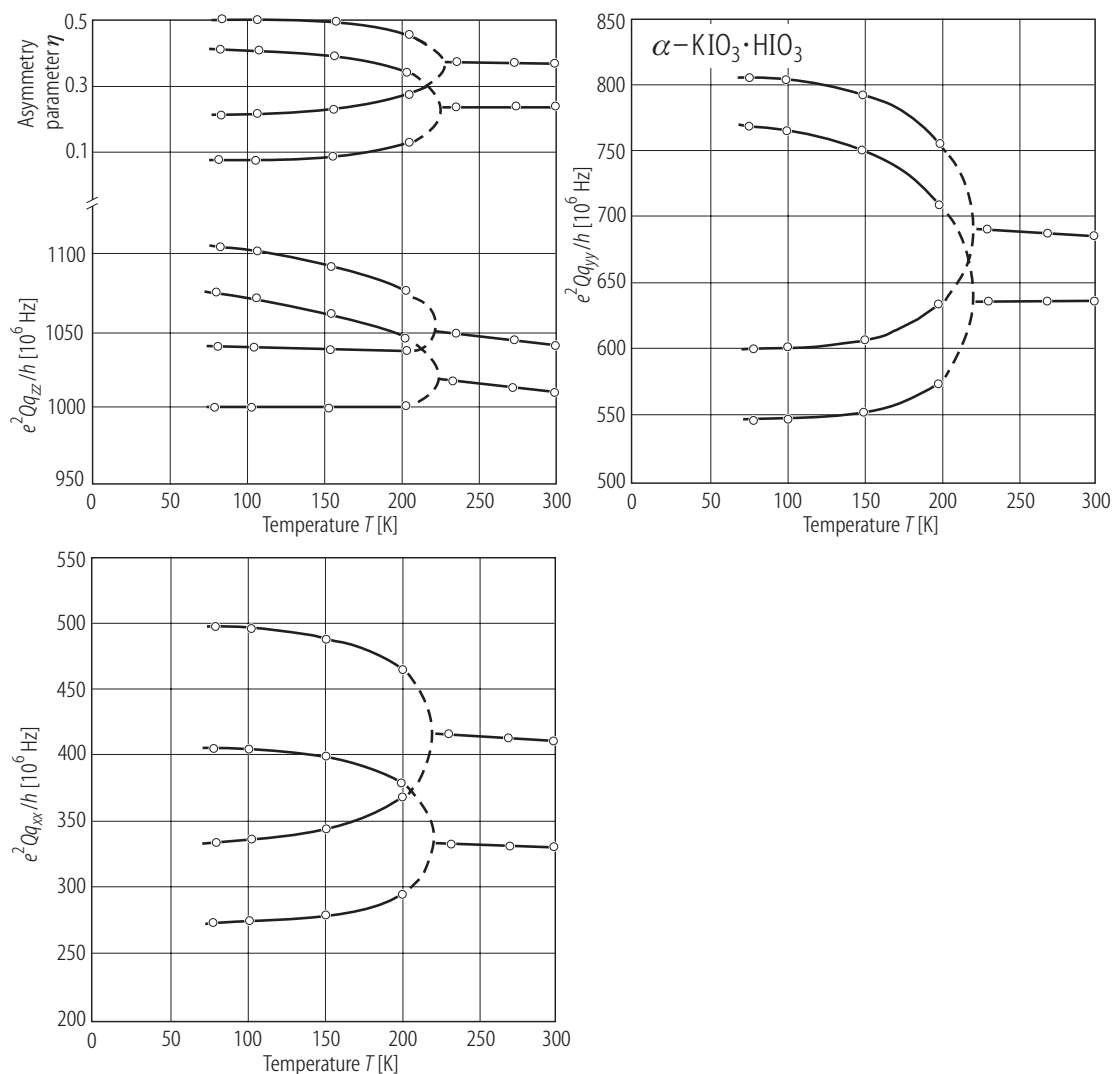 Asymmetry
parameter η
0.5
0.3
0.1
e²Qq_zz/h [10⁶ Hz]
1100
1050
1000
950
0 50 100 150 200 250 300
Temperature T [K]
α–KIO₃·HIO₃
e²Qq_yy/h [10⁶ Hz]
850
800
750
700
650
600
550
500
0 50 100 150 200 250 300
Temperature T [K]
e²Qq_xx/h [10⁶ Hz]
550
500
450
400
350
300
250
200
0 50 100 150 200 250 300
Temperature T [K]